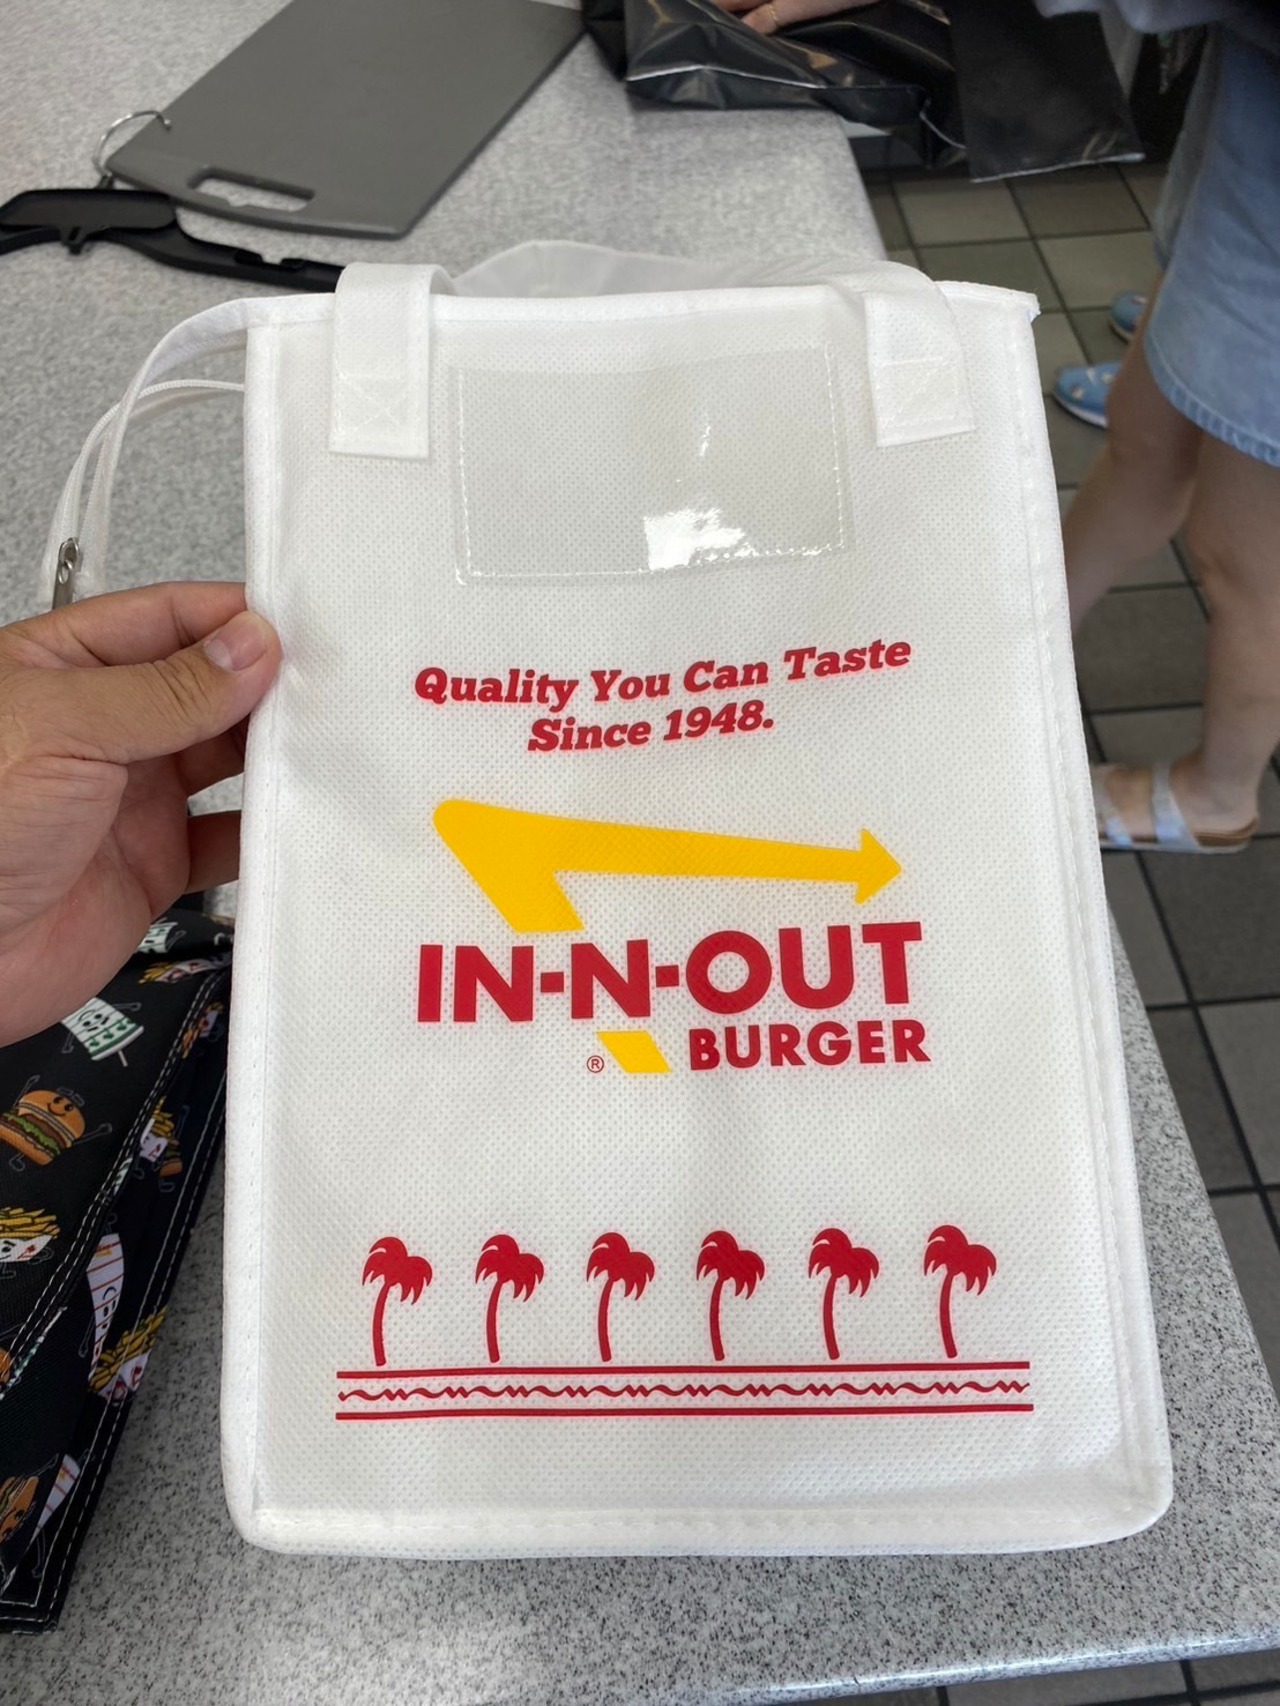 Quality You Can Taste
Since 1948.
IN-N-OUT
® BURGER